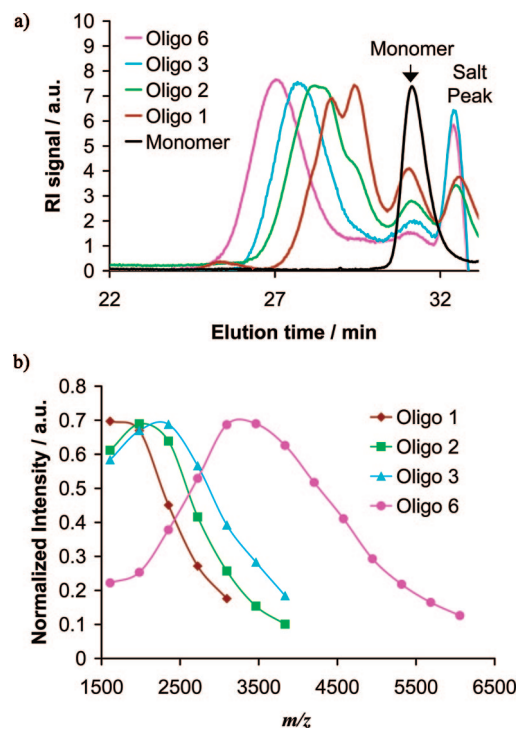 a)
Oligo 6
Oligo 3
Oligo 2
Oligo 1
Monomer
Monomer
Salt
Peak
RI signal / a.u.
10
9
8
7
6
5
4
3
2
1
0
22
27
32
Elution time / min
b)
Normalized Intensity / a.u.
0.8
0.7
0.6
0.5
0.4
0.3
0.2
0.1
0
Oligo 1
Oligo 2
Oligo 3
Oligo 6
1500
2500
3500
4500
5500
6500
m/z